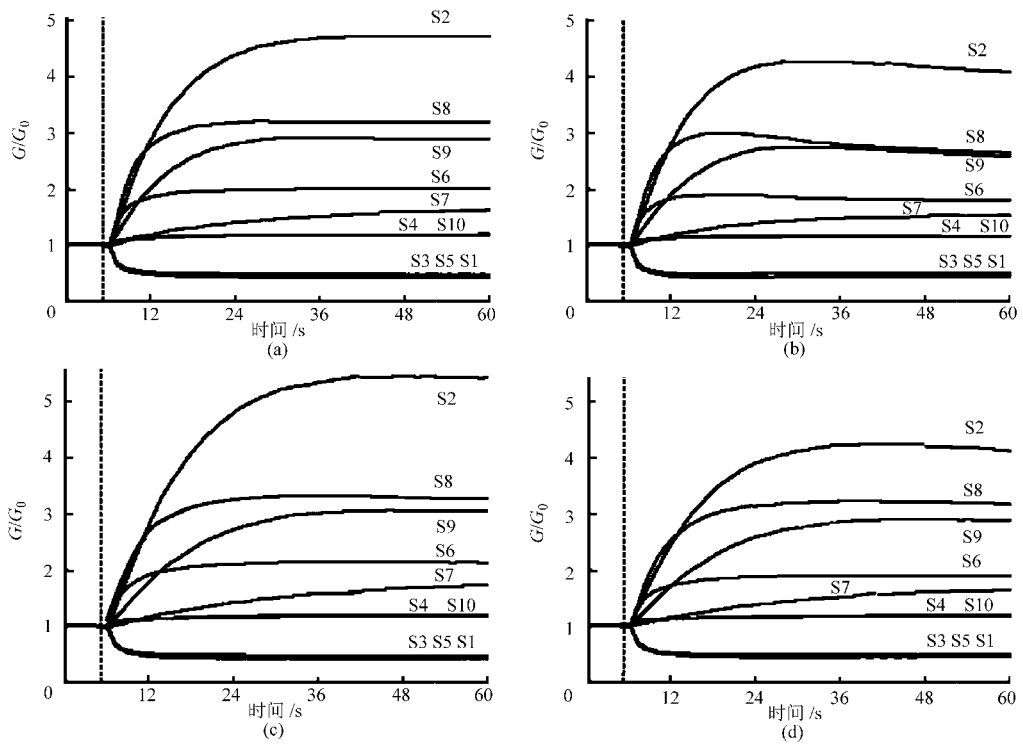 5
4
3
2
1
0
G/G₀
S2
S8
S9
S6
S7
S4 S10
S3 S5 S1
12 24 36 48 60
时间 /s
(a)
5
4
3
2
1
0
G/G₀
S2
S8
S9
S6
S7
S4 S10
S3 S5 S1
12 24 36 48 60
时间 /s
(b)
5
4
3
2
1
0
G/G₀
S2
S8
S9
S6
S7
S4 S10
S3 S5 S1
12 24 36 48 60
时间 /s
(c)
5
4
3
2
1
0
G/G₀
S2
S8
S9
S6
S7
S4 S10
S3 S5 S1
12 24 36 48 60
时间 /s
(d)